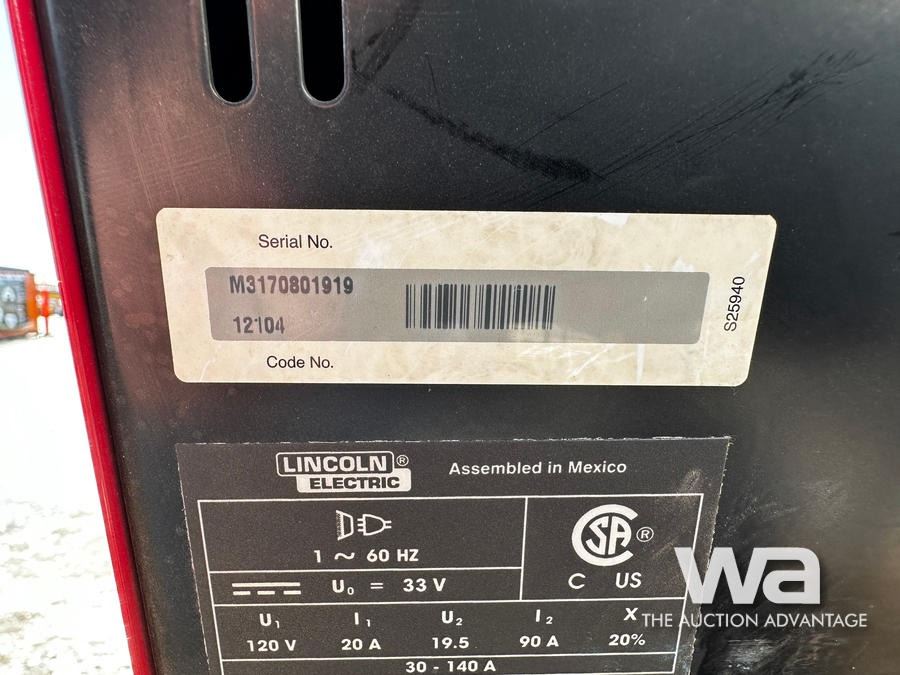 Serial No.
M3170801919
12104
Code No.
S25940
LINCOLN ®
ELECTRIC
Assembled in Mexico
1 ~ 60 HZ
SA ®
C US
U₀ = 33 V
U₁ I₁ U₂ I₂ X
120 V 20 A 19.5 90 A 20%
30 - 140 A
wa
THE AUCTION ADVANTAGE